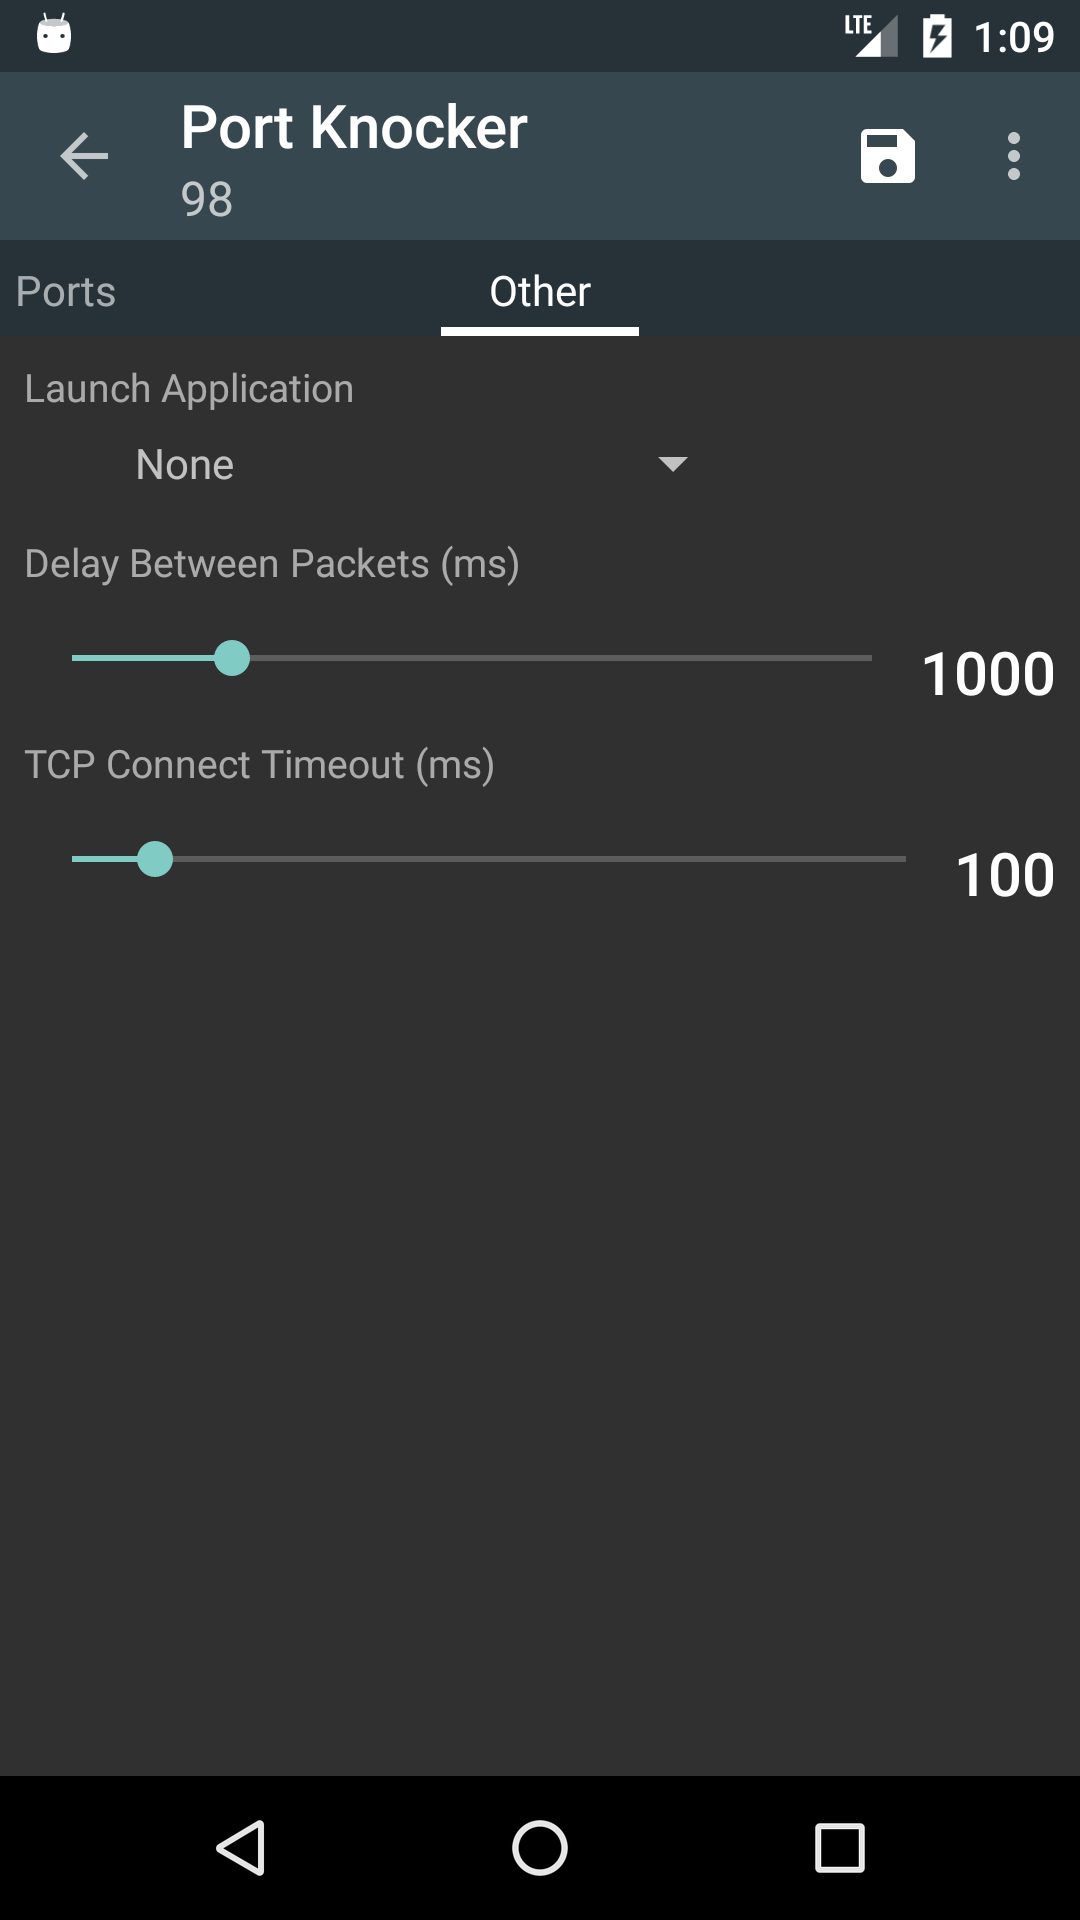 LTE 1:09
Port Knocker
98
Ports Other
Launch Application
None
Delay Between Packets (ms)
1000
TCP Connect Timeout (ms)
100